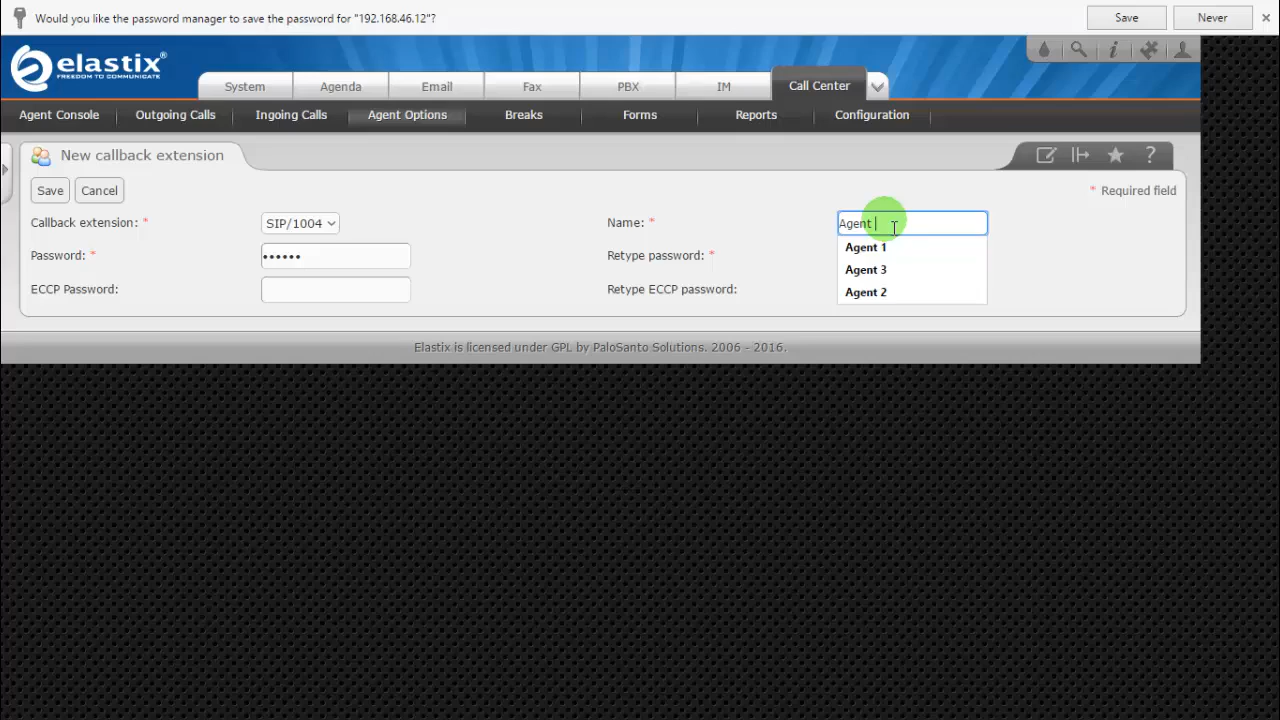 Would you like the password manager to save the password for "192.168.46.12"?
Save
Never
elastix®
FREEDOM TO COMMUNICATE
System
Agenda
Email
Fax
PBX
IM
Call Center
Agent Console
Outgoing Calls
Ingoing Calls
Agent Options
Breaks
Forms
Reports
Configuration
New callback extension
Save
Cancel
* Required field
Callback extension: *
SIP/1004
Name: *
Agent
Password: *
••••••
Retype password: *
Agent 1
Agent 3
Agent 2
ECCP Password:
Retype ECCP password:
Elastix is licensed under GPL by PaloSanto Solutions. 2006 - 2016.